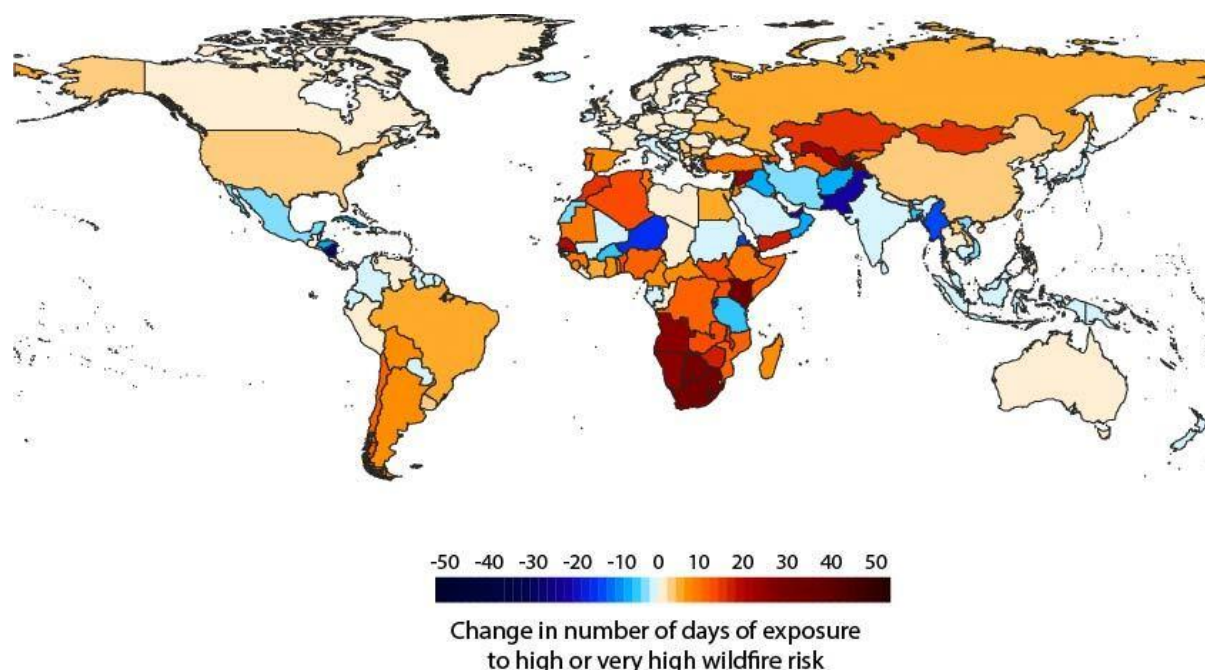 -50 -40 -30 -20 -10 0 10 20 30 40 50
Change in number of days of exposure
to high or very high wildfire risk